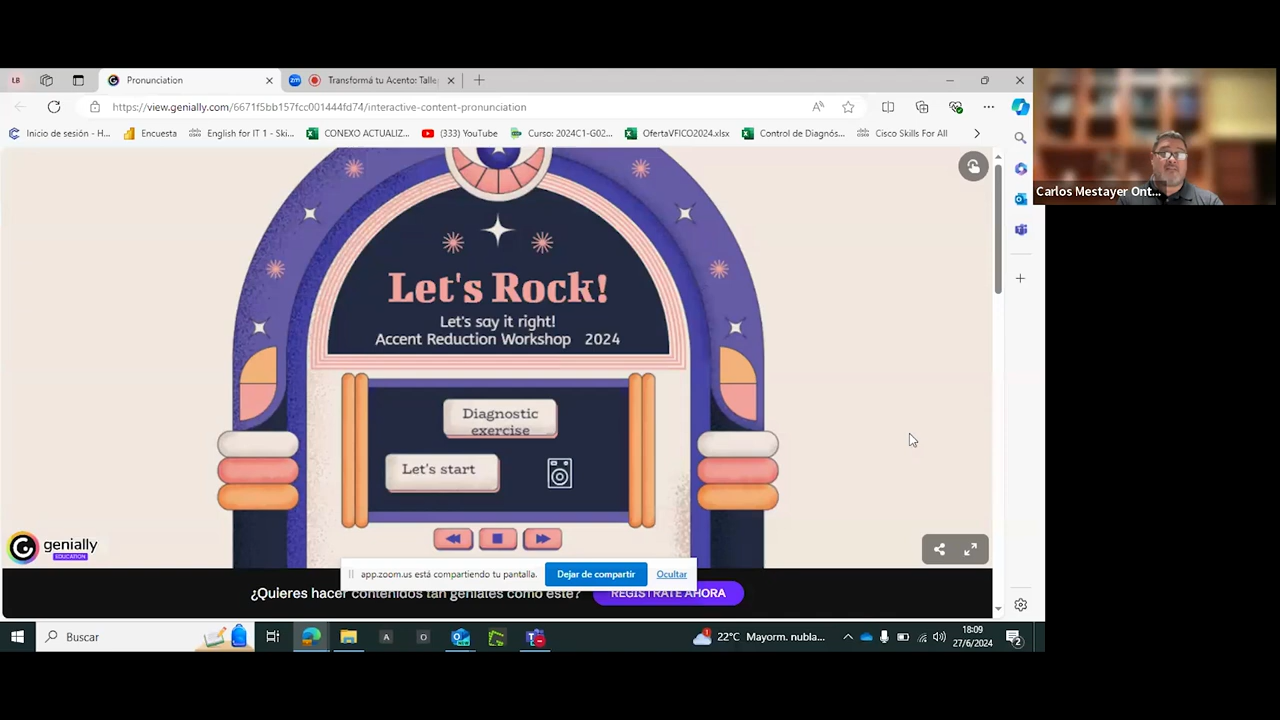 LB
Pronunciation
zm
Transformá tu Acento: Talle
https://view.genially.com/6671f5bb157fcc001444fd74/interactive-content-pronunciation
Inicio de sesión - H...
Encuesta
English for IT 1 - Ski...
CONEXO ACTUALIZ...
(333) YouTube
Curso: 2024C1-G02...
OfertaVFICO2024.xlsx
Control de Diagnós...
Cisco Skills For All
Carlos Mestayer Ont...
Let's Rock!
Let's say it right!
Accent Reduction Workshop 2024
Diagnostic
exercise
Let's start
genially
EDUCATION
app.zoom.us está compartiendo tu pantalla.
Dejar de compartir
Ocultar
¿Quieres hacer contenidos tan geniales como este?
REGÍSTRATE AHORA
Buscar
A
O
22°C Mayorm. nubla...
18:09
27/6/2024
2